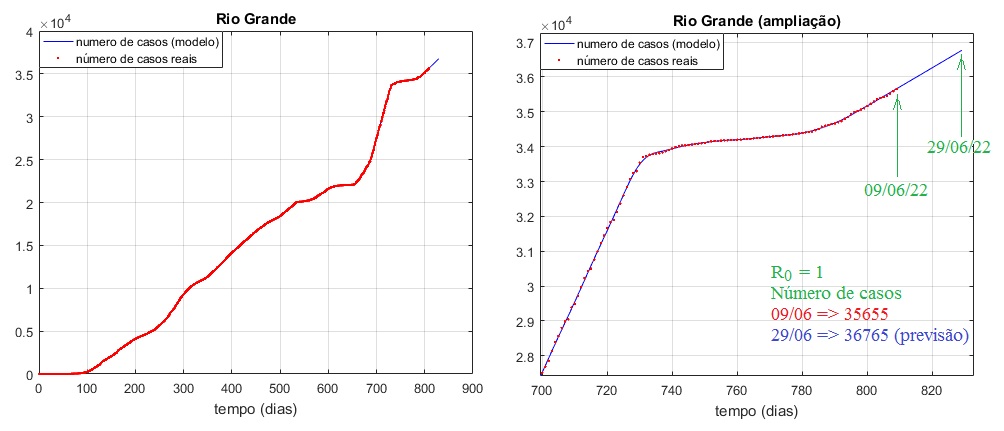 Rio Grande
×10⁴
numero de casos (modelo)
número de casos reais
4
3.5
3
2.5
2
1.5
1
0.5
0
0 100 200 300 400 500 600 700 800 900
tempo (dias)
Rio Grande (ampliação)
×10⁴
numero de casos (modelo)
número de casos reais
3.7
3.6
3.5
3.4
3.3
3.2
3.1
3
2.9
2.8
29/06/22
09/06/22
R₀ = 1
Número de casos
09/06 => 35655
29/06 => 36765 (previsão)
700 720 740 760 780 800 820
tempo (dias)